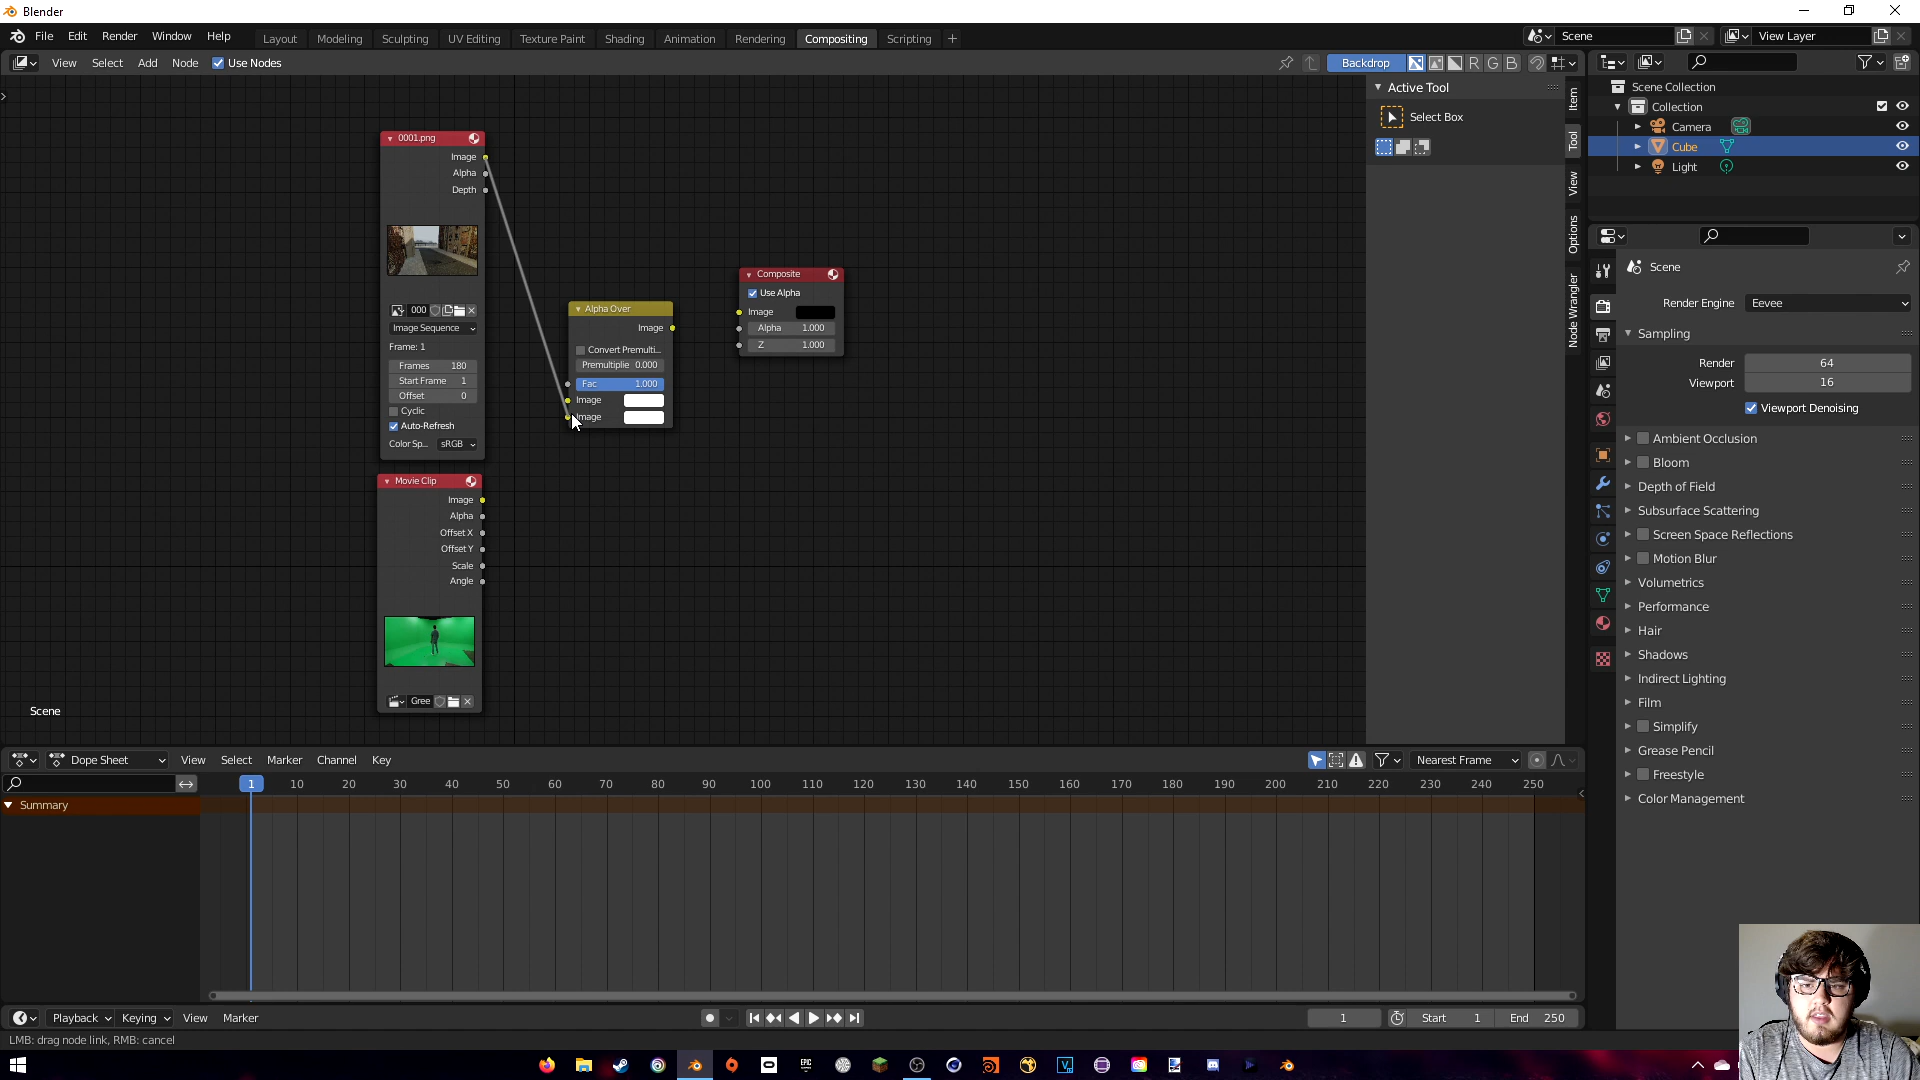 Blender
File Edit Render Window Help
Layout Modeling Sculpting UV Editing Texture Paint Shading Animation Rendering Compositing Scripting
Scene
View Layer
View Select Add Node Use Nodes
Backdrop
R G B
Active Tool
Select Box
Item
Tool
View
Options
Node Wrangler
Scene Collection
Collection
Camera
Cube
Light
Scene
Render Engine Eevee
Sampling
Render 64
Viewport 16
Viewport Denoising
Ambient Occlusion
Bloom
Depth of Field
Subsurface Scattering
Screen Space Reflections
Motion Blur
Volumetrics
Performance
Hair
Shadows
Indirect Lighting
Film
Simplify
Grease Pencil
Freestyle
Color Management
0001.png
Image
Alpha
Depth
000
Image Sequence
Frame: 1
Frames 180
Start Frame 1
Offset 0
Cyclic
Auto-Refresh
Color Sp... sRGB
Alpha Over
Image
Convert Premulti...
Premultiplie 0.000
Fac 1.000
Image
Image
Composite
Use Alpha
Image
Alpha 1.000
Z 1.000
Movie Clip
Image
Alpha
Offset X
Offset Y
Scale
Angle
Gree
Scene
Dope Sheet View Select Marker Channel Key
Nearest Frame
1 10 20 30 40 50 60 70 80 90 100 110 120 130 140 150 160 170 180 190 200 210 220 230 240 250
Summary
Playback Keying View Marker
1 Start 1 End 250
LMB: drag node link, RMB: cancel
EPIC